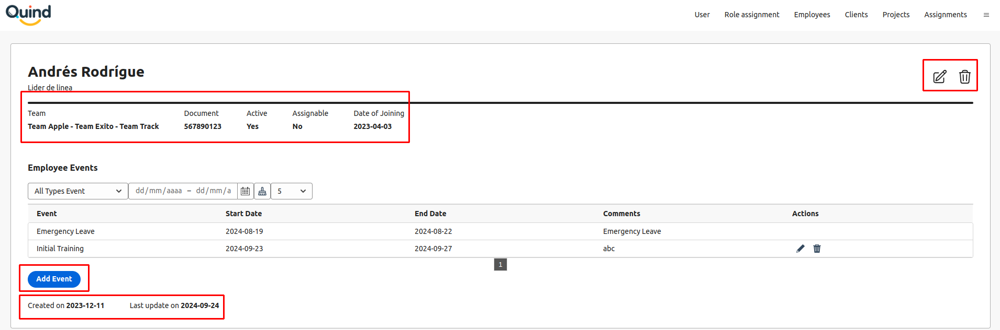 Quind
User Role assignment Employees Clients Projects Assignments
Andrés Rodrígue
Lider de linea
Team Document Active Assignable Date of Joining
Team Apple - Team Exito - Team Track 567890123 Yes No 2023-04-03
Employee Events
All Types Event dd/mm/aaaa – dd/mm/a 5
Event Start Date End Date Comments Actions
Emergency Leave 2024-08-19 2024-08-22 Emergency Leave
Initial Training 2024-09-23 2024-09-27 abc
1
Add Event
Created on 2023-12-11 Last update on 2024-09-24